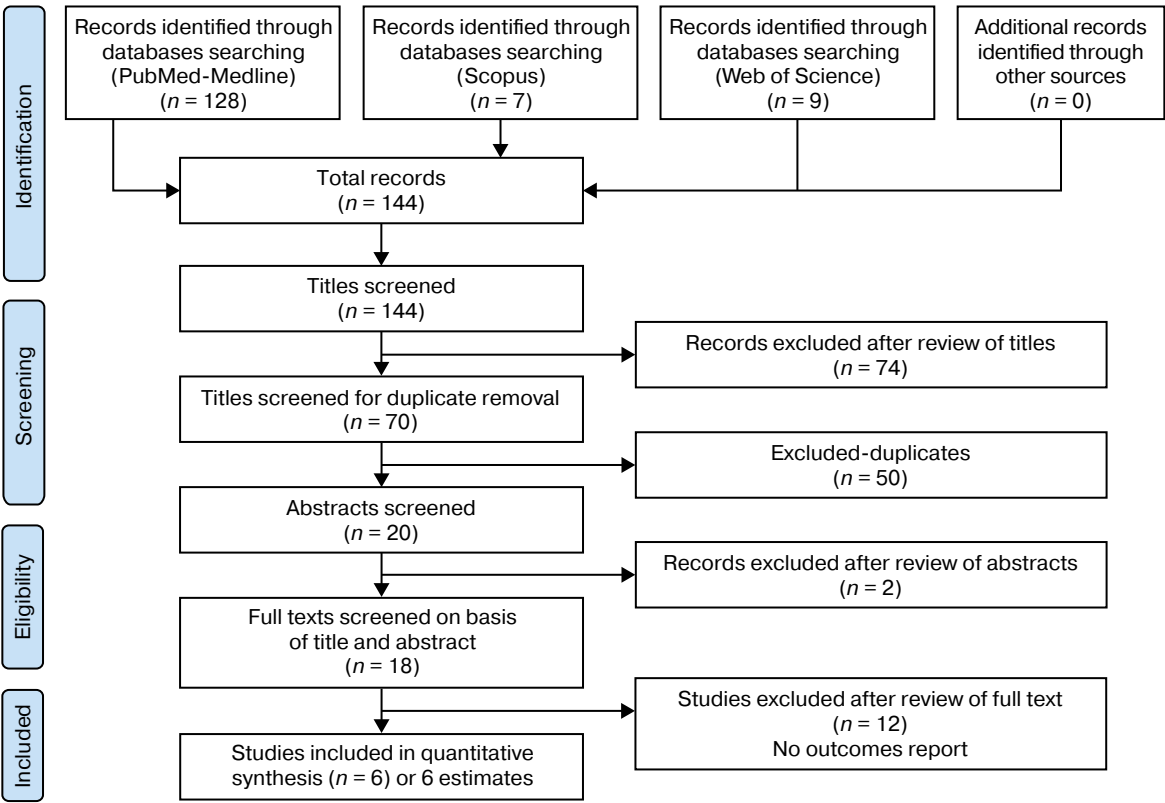 Records identified through
databases searching
(PubMed-Medline)
(n = 128)
Records identified through
databases searching
(Scopus)
(n = 7)
Records identified through
databases searching
(Web of Science)
(n = 9)
Additional records
identified through
other sources
(n = 0)
Identification
Total records
(n = 144)
Titles screened
(n = 144)
Screening
Records excluded after review of titles
(n = 74)
Titles screened for duplicate removal
(n = 70)
Excluded-duplicates
(n = 50)
Abstracts screened
(n = 20)
Eligibility
Records excluded after review of abstracts
(n = 2)
Full texts screened on basis
of title and abstract
(n = 18)
Included
Studies excluded after review of full text
(n = 12)
No outcomes report
Studies included in quantitative
synthesis (n = 6) or 6 estimates